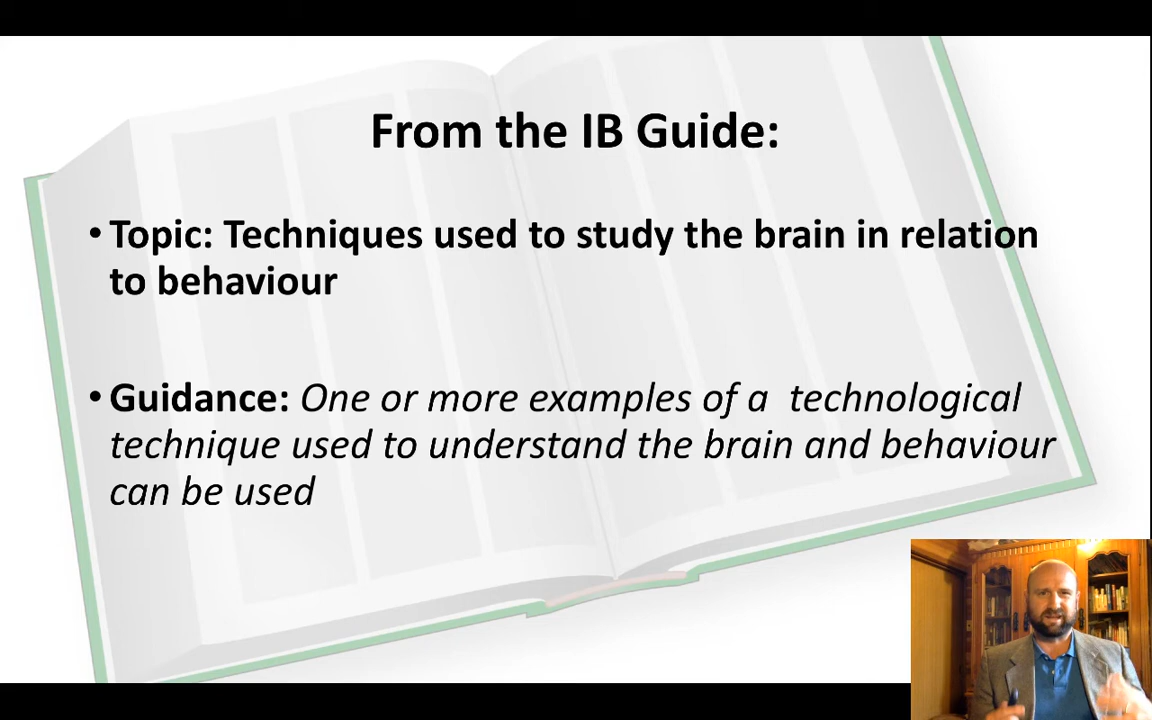 From the IB Guide:
• Topic: Techniques used to study the brain in relation
to behaviour
• Guidance: One or more examples of a  technological
technique used to understand the brain and behaviour
can be used